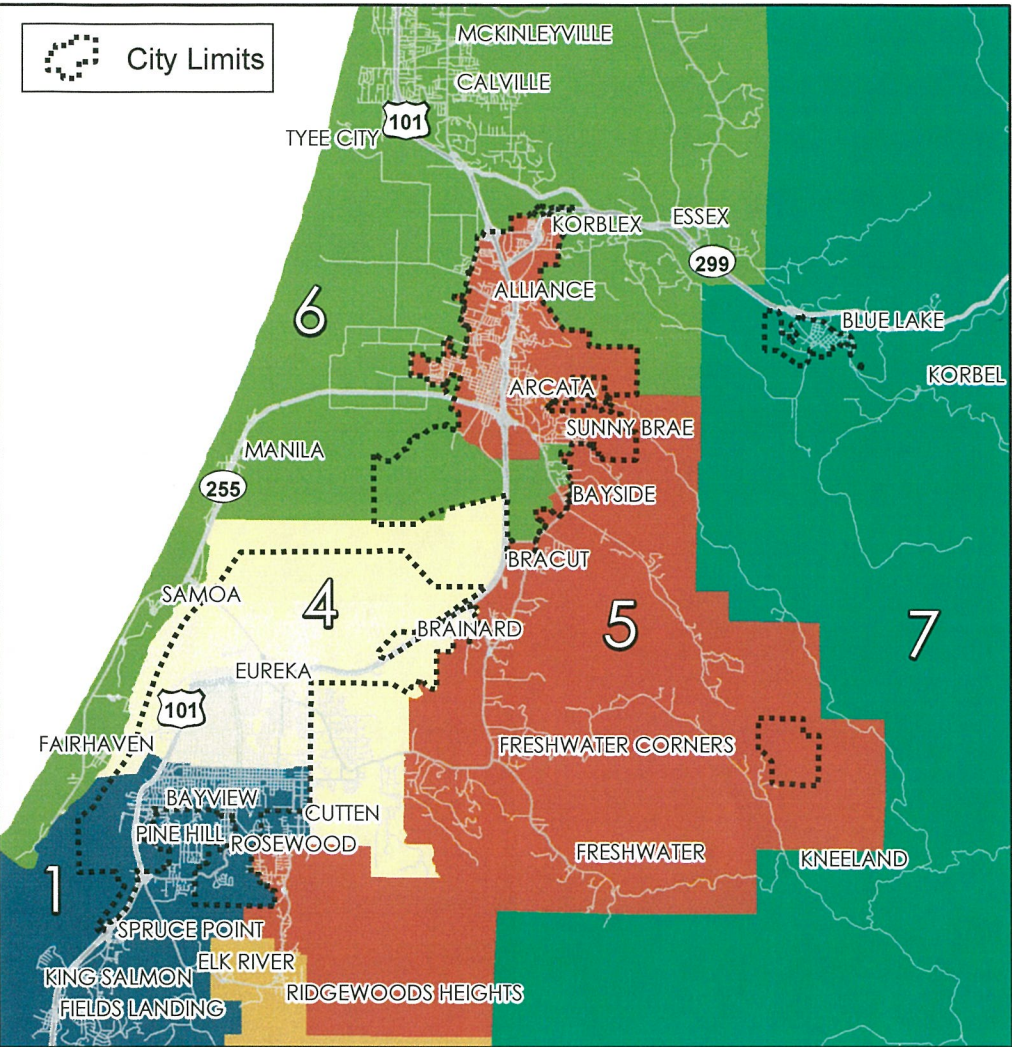 City Limits
MCKINLEYVILLE
CALVILLE
101
TYEE CITY
KORBLEX
ESSEX
299
ALLIANCE
6
BLUE LAKE
KORBEL
ARCATA
SUNNY BRAE
MANILA
255
BAYSIDE
BRACUT
SAMOA
4
5
7
BRAINARD
EUREKA
101
FAIRHAVEN
FRESHWATER CORNERS
BAYVIEW
CUTTEN
PINE HILL
ROSEWOOD
FRESHWATER
KNEELAND
1
SPRUCE POINT
ELK RIVER
KING SALMON
RIDGEWOODS HEIGHTS
FIELDS LANDING